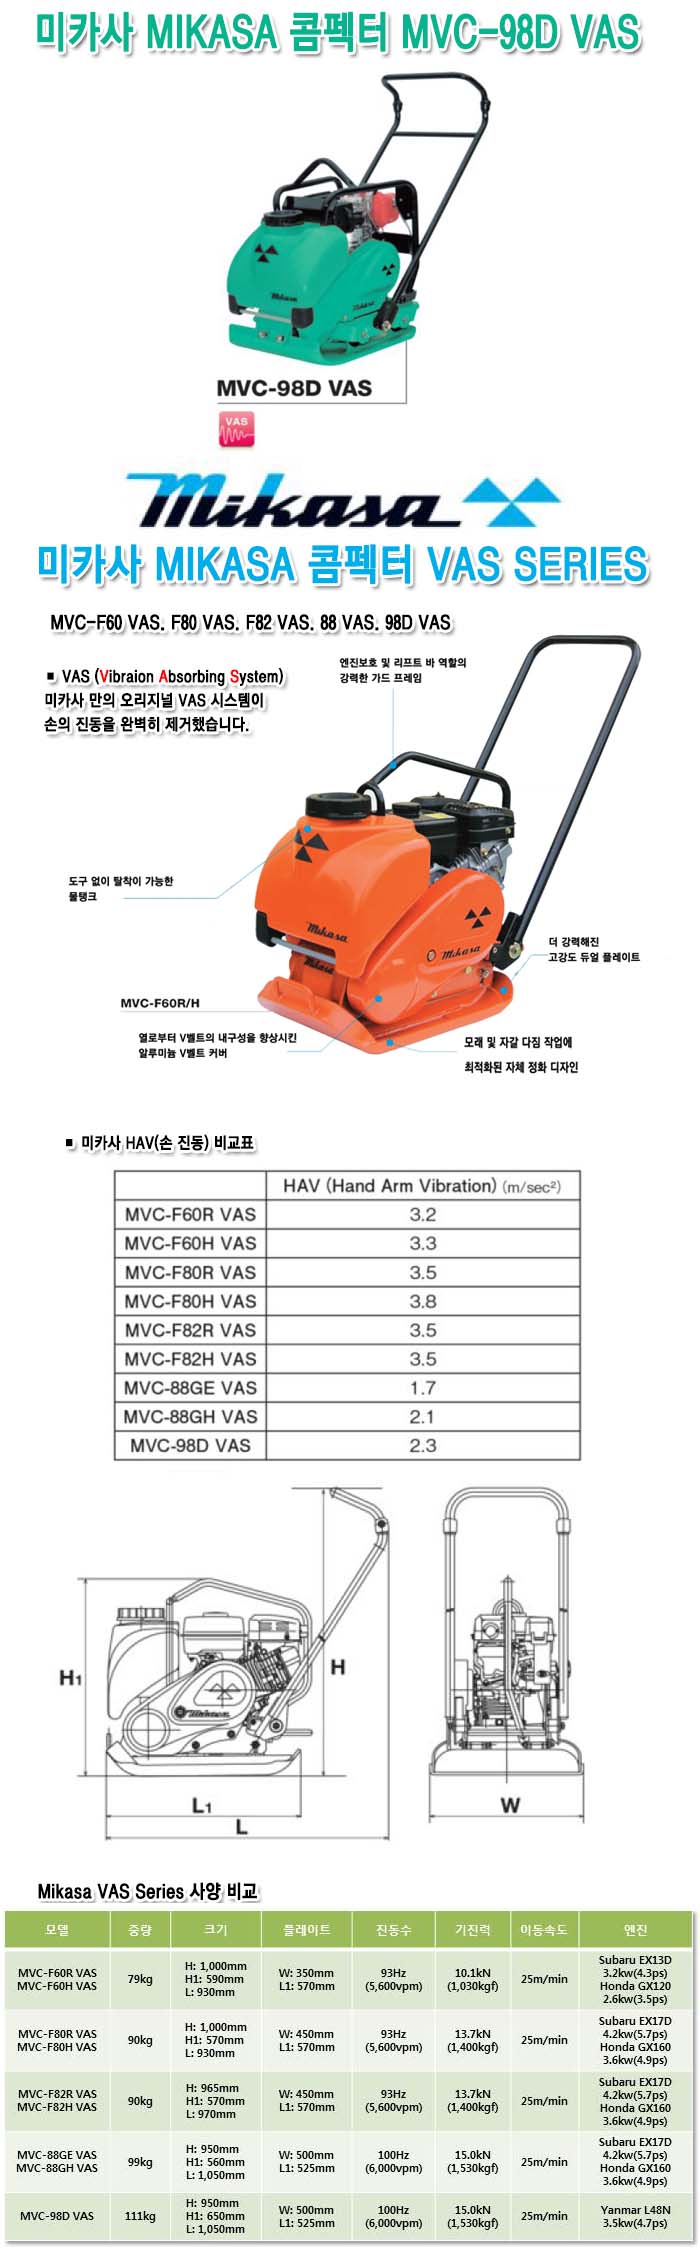 미카사 MIKASA 콤펙터 MVC-98D VAS
mikasa
mikasa
MVC-98D VAS
VAS
mikasa
미카사 MIKASA 콤펙터 VAS SERIES
MVC-F60 VAS. F80 VAS. F82 VAS. 88 VAS. 98D VAS
■ VAS (Vibraion Absorbing System)
미카사 만의 오리지널 VAS 시스템이
손의 진동을 완벽히 제거했습니다.
엔진보호 및 리프트 바 역할의
강력한 가드 프레임
도구 없이 탈착이 가능한
물탱크
mikasa
mikasa
mikasa
더 강력해진
고강도 듀얼 플레이트
MVC-F60R/H
열로부터 V벨트의 내구성을 향상시킨
알루미늄 V벨트 커버
모래 및 자갈 다짐 작업에
최적화된 자체 정화 디자인
■ 미카사 HAV(손 진동) 비교표
HAV (Hand Arm Vibration) (m/sec²)
MVC-F60R VAS 3.2
MVC-F60H VAS 3.3
MVC-F80R VAS 3.5
MVC-F80H VAS 3.8
MVC-F82R VAS 3.5
MVC-F82H VAS 3.5
MVC-88GE VAS 1.7
MVC-88GH VAS 2.1
MVC-98D VAS 2.3
H1
H
mikasa
L1
L
W
Mikasa VAS Series 사양 비교
모델 중량 크기 플레이트 진동수 기진력 이동속도 엔진
MVC-F60R VAS
MVC-F60H VAS
79kg
H: 1,000mm
H1: 590mm
L: 930mm
W: 350mm
L1: 570mm
93Hz
(5,600vpm)
10.1kN
(1,030kgf)
25m/min
Subaru EX13D
3.2kw(4.3ps)
Honda GX120
2.6kw(3.5ps)
MVC-F80R VAS
MVC-F80H VAS
90kg
H: 1,000mm
H1: 570mm
L: 930mm
W: 450mm
L1: 570mm
93Hz
(5,600vpm)
13.7kN
(1,400kgf)
25m/min
Subaru EX17D
4.2kw(5.7ps)
Honda GX160
3.6kw(4.9ps)
MVC-F82R VAS
MVC-F82H VAS
90kg
H: 965mm
H1: 570mm
L: 970mm
W: 450mm
L1: 570mm
93Hz
(5,600vpm)
13.7kN
(1,400kgf)
25m/min
Subaru EX17D
4.2kw(5.7ps)
Honda GX160
3.6kw(4.9ps)
MVC-88GE VAS
MVC-88GH VAS
99kg
H: 950mm
H1: 560mm
L: 1,050mm
W: 500mm
L1: 525mm
100Hz
(6,000vpm)
15.0kN
(1,530kgf)
25m/min
Subaru EX17D
4.2kw(5.7ps)
Honda GX160
3.6kw(4.9ps)
MVC-98D VAS
111kg
H: 950mm
H1: 650mm
L: 1,050mm
W: 500mm
L1: 525mm
100Hz
(6,000vpm)
15.0kN
(1,530kgf)
25m/min
Yanmar L48N
3.5kw(4.7ps)